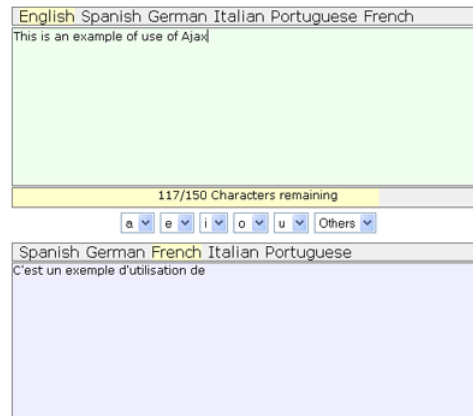 English Spanish German Italian Portuguese French
This is an example of use of Ajax
117/150 Characters remaining
a e i o u Others
Spanish German French Italian Portuguese
C'est un exemple d'utilisation de